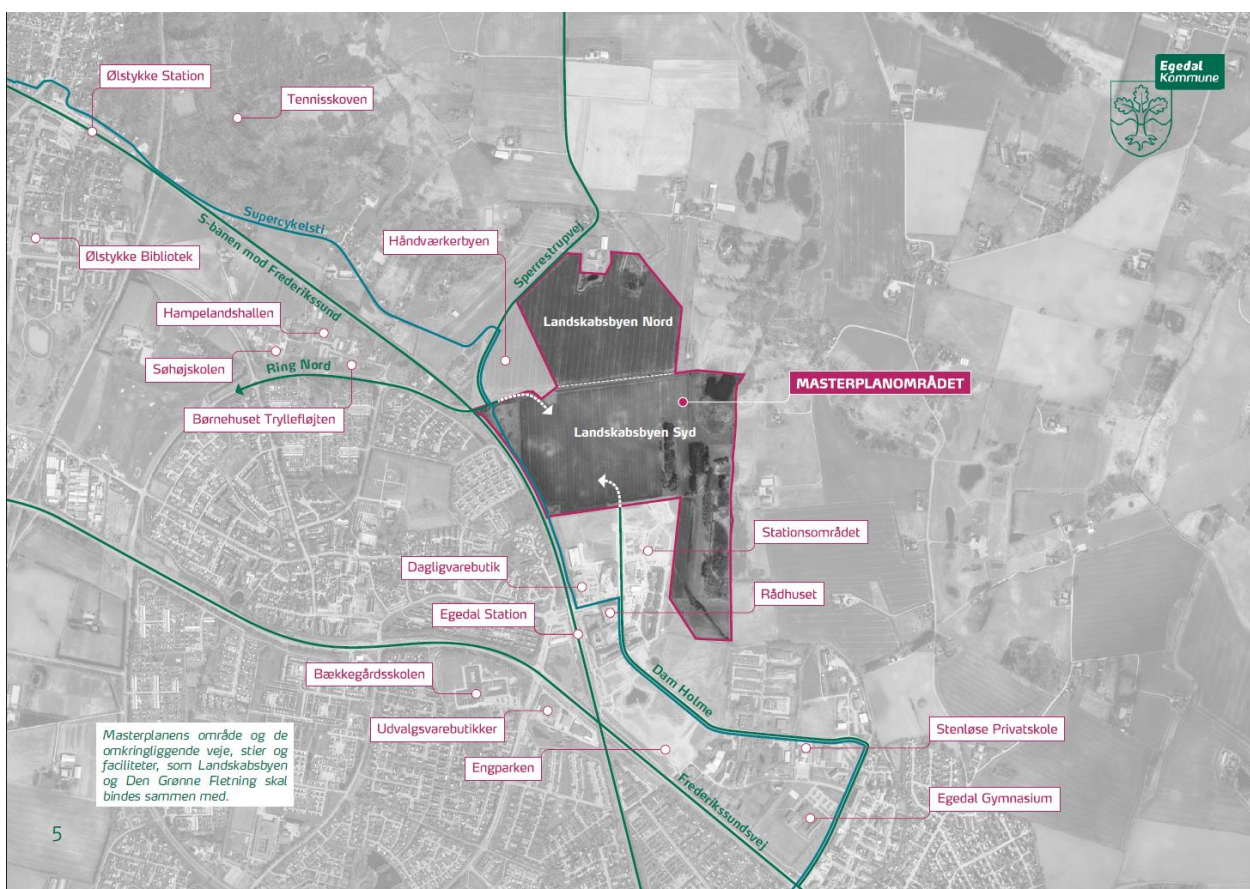 Ølstykke Station
Tennisskoven
Egedal
Kommune
Supercykelsti
S-banen mod Frederikssund
Ølstykke Bibliotek
Håndværkerbyen
Sperrestrupvej
Hampelandshallen
Landskabsbyen Nord
Søhøjskolen
Ring Nord
MASTERPLANOMRÅDET
Børnehuset Tryllefløjten
Landskabsbyen Syd
Stationsområdet
Dagligvarebutik
Rådhuset
Egedal Station
Bækkegårdsskolen
Dam Holme
Udvalgsvarebutikker
Stenløse Privatskole
Engparken
Frederikssundsvej
Egedal Gymnasium
Masterplanens område og de
omkringliggende veje, stier og
faciliteter, som Landskabsbyen
og Den Grønne Fletning skal
bindes sammen med.
5